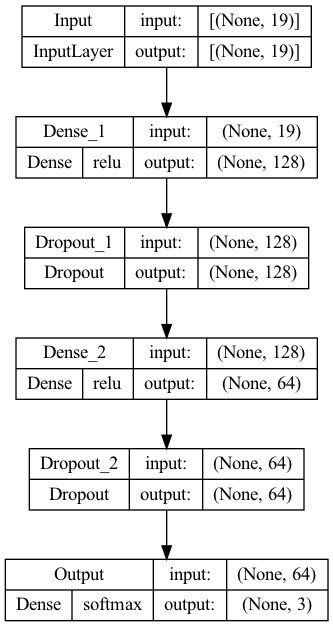 Input input: [(None, 19)]
InputLayer output: [(None, 19)]
Dense_1 input: (None, 19)
Dense relu output: (None, 128)
Dropout_1 input: (None, 128)
Dropout output: (None, 128)
Dense_2 input: (None, 128)
Dense relu output: (None, 64)
Dropout_2 input: (None, 64)
Dropout output: (None, 64)
Output input: (None, 64)
Dense softmax output: (None, 3)